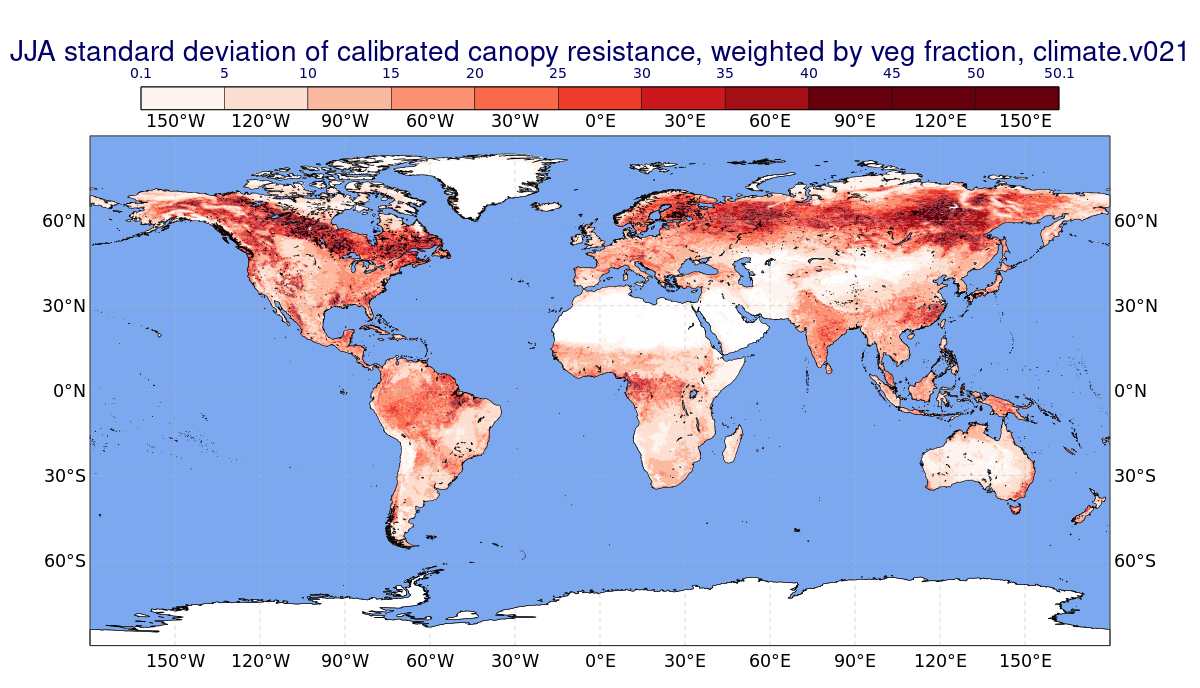 JJA standard deviation of calibrated canopy resistance, weighted by veg fraction, climate.v021
0.1 5 10 15 20 25 30 35 40 45 50 50.1
150°W 120°W 90°W 60°W 30°W 0°E 30°E 60°E 90°E 120°E 150°E
60°N 60°N
30°N 30°N
0°N 0°N
30°S 30°S
60°S 60°S
150°W 120°W 90°W 60°W 30°W 0°E 30°E 60°E 90°E 120°E 150°E